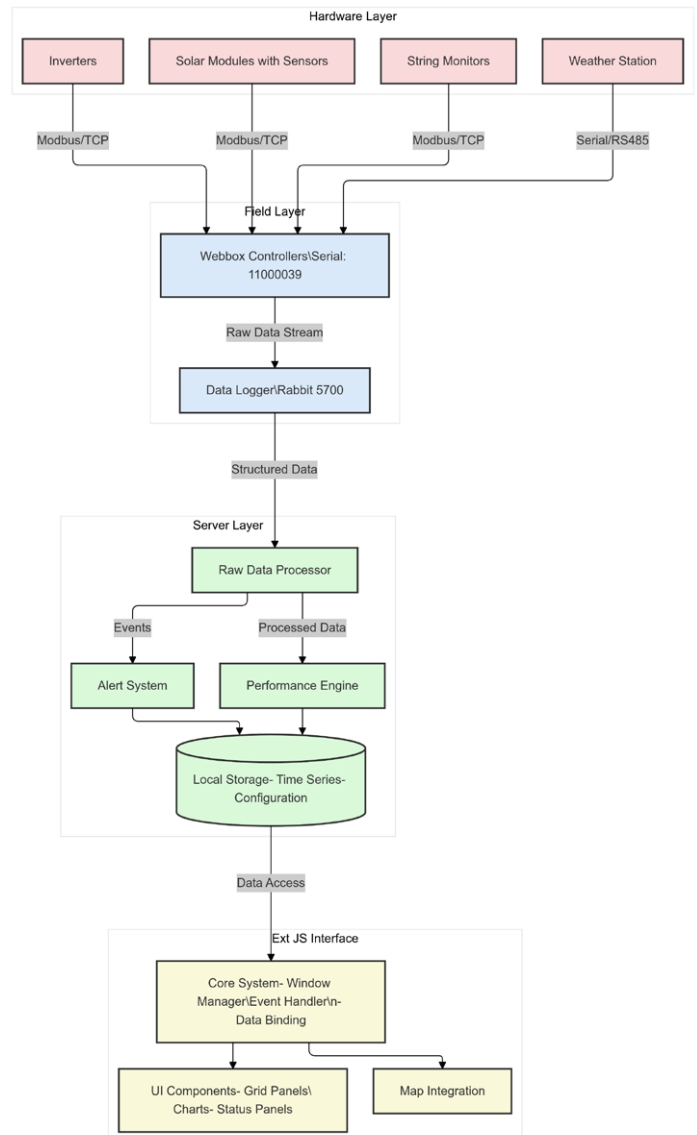 Hardware Layer
Inverters
Solar Modules with Sensors
String Monitors
Weather Station
Modbus/TCP
Modbus/TCP
Modbus/TCP
Serial/RS485
Field Layer
Webbox Controllers\Serial:
11000039
Raw Data Stream
Data Logger\Rabbit 5700
Structured Data
Server Layer
Raw Data Processor
Events
Processed Data
Alert System
Performance Engine
Local Storage- Time Series-
Configuration
Data Access
Ext JS Interface
Core System- Window
Manager\Event Handler\n-
Data Binding
UI Components- Grid Panels\
Charts- Status Panels
Map Integration